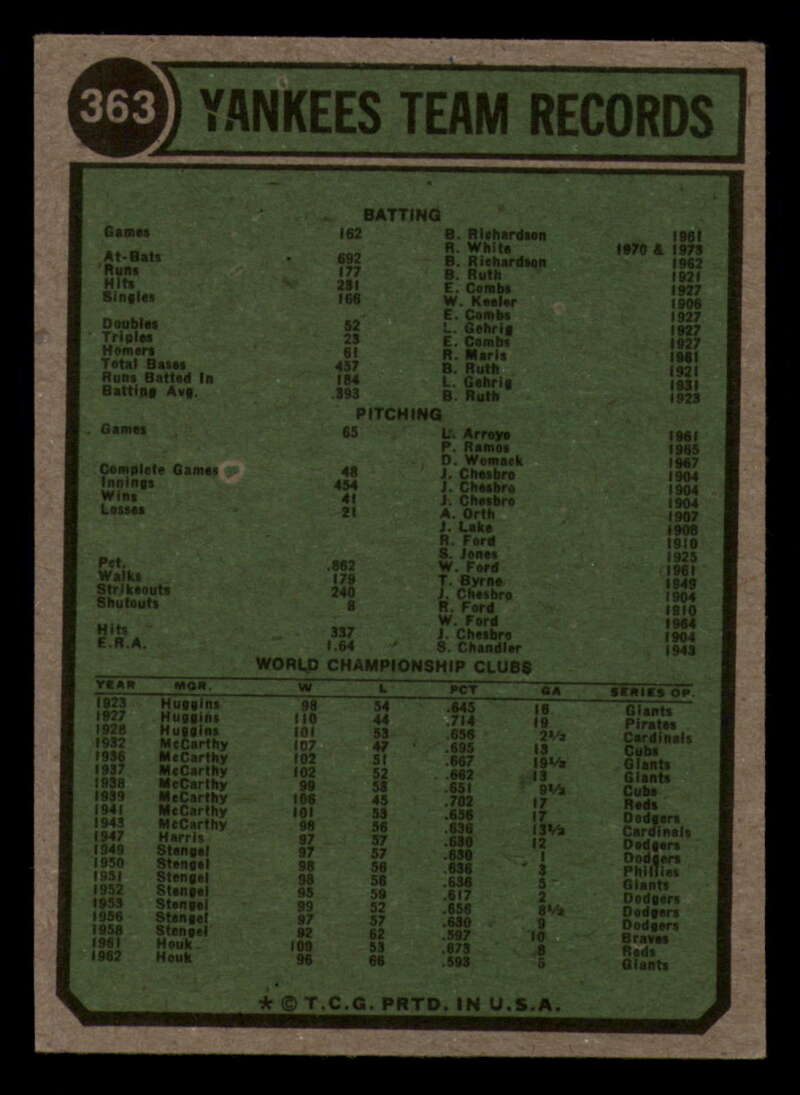 363 YANKEES TEAM RECORDS
BATTING
Games 162 B. Richardson 1961
R. White 1970 & 1973
At-Bats 692 B. Richardson 1962
Runs 177 B. Ruth 1921
Hits 231 E. Combs 1927
Singles 166 W. Keeler 1906
E. Combs 1927
Doubles 52 L. Gehrig 1927
Triples 23 E. Combs 1927
Homers 61 R. Maris 1961
Total Bases 457 B. Ruth 1921
Runs Batted In 184 L. Gehrig 1931
Batting Avg. .393 B. Ruth 1923
PITCHING
Games 65 L. Arroyo 1961
P. Ramos 1965
D. Womack 1967
Complete Games 48 J. Chesbro 1904
Innings 454 J. Chesbro 1904
Wins 41 J. Chesbro 1904
Losses 21 A. Orth 1907
J. Lake 1908
R. Ford 1910
S. Jones 1925
Pct. .862 W. Ford 1961
Walks 179 T. Byrne 1949
Strikeouts 240 J. Chesbro 1904
Shutouts 8 R. Ford 1910
W. Ford 1964
Hits 337 J. Chesbro 1904
E.R.A. 1.64 S. Chandler 1943
WORLD CHAMPIONSHIP CLUBS
YEAR MGR. W L PCT GA SERIES OP.
1923 Huggins 98 54 .645 16 Giants
1927 Huggins 110 44 .714 19 Pirates
1928 Huggins 101 53 .656 2½ Cardinals
1932 McCarthy 107 47 .695 13 Cubs
1936 McCarthy 102 51 .667 19½ Giants
1937 McCarthy 102 52 .662 13 Giants
1938 McCarthy 99 53 .651 9½ Cubs
1939 McCarthy 106 45 .702 17 Reds
1941 McCarthy 101 53 .656 17 Dodgers
1943 McCarthy 98 56 .636 13½ Cardinals
1947 Harris 97 57 .630 12 Dodgers
1949 Stengel 97 57 .630 1 Dodgers
1950 Stengel 98 56 .636 3 Phillies
1951 Stengel 98 56 .636 5 Giants
1952 Stengel 95 59 .617 2 Dodgers
1953 Stengel 99 52 .656 8½ Dodgers
1956 Stengel 97 57 .630 9 Dodgers
1958 Stengel 92 62 .597 10 Braves
1961 Houk 109 53 .673 8 Reds
1962 Houk 96 66 .593 5 Giants
* © T.C.G. PRTD. IN U.S.A.